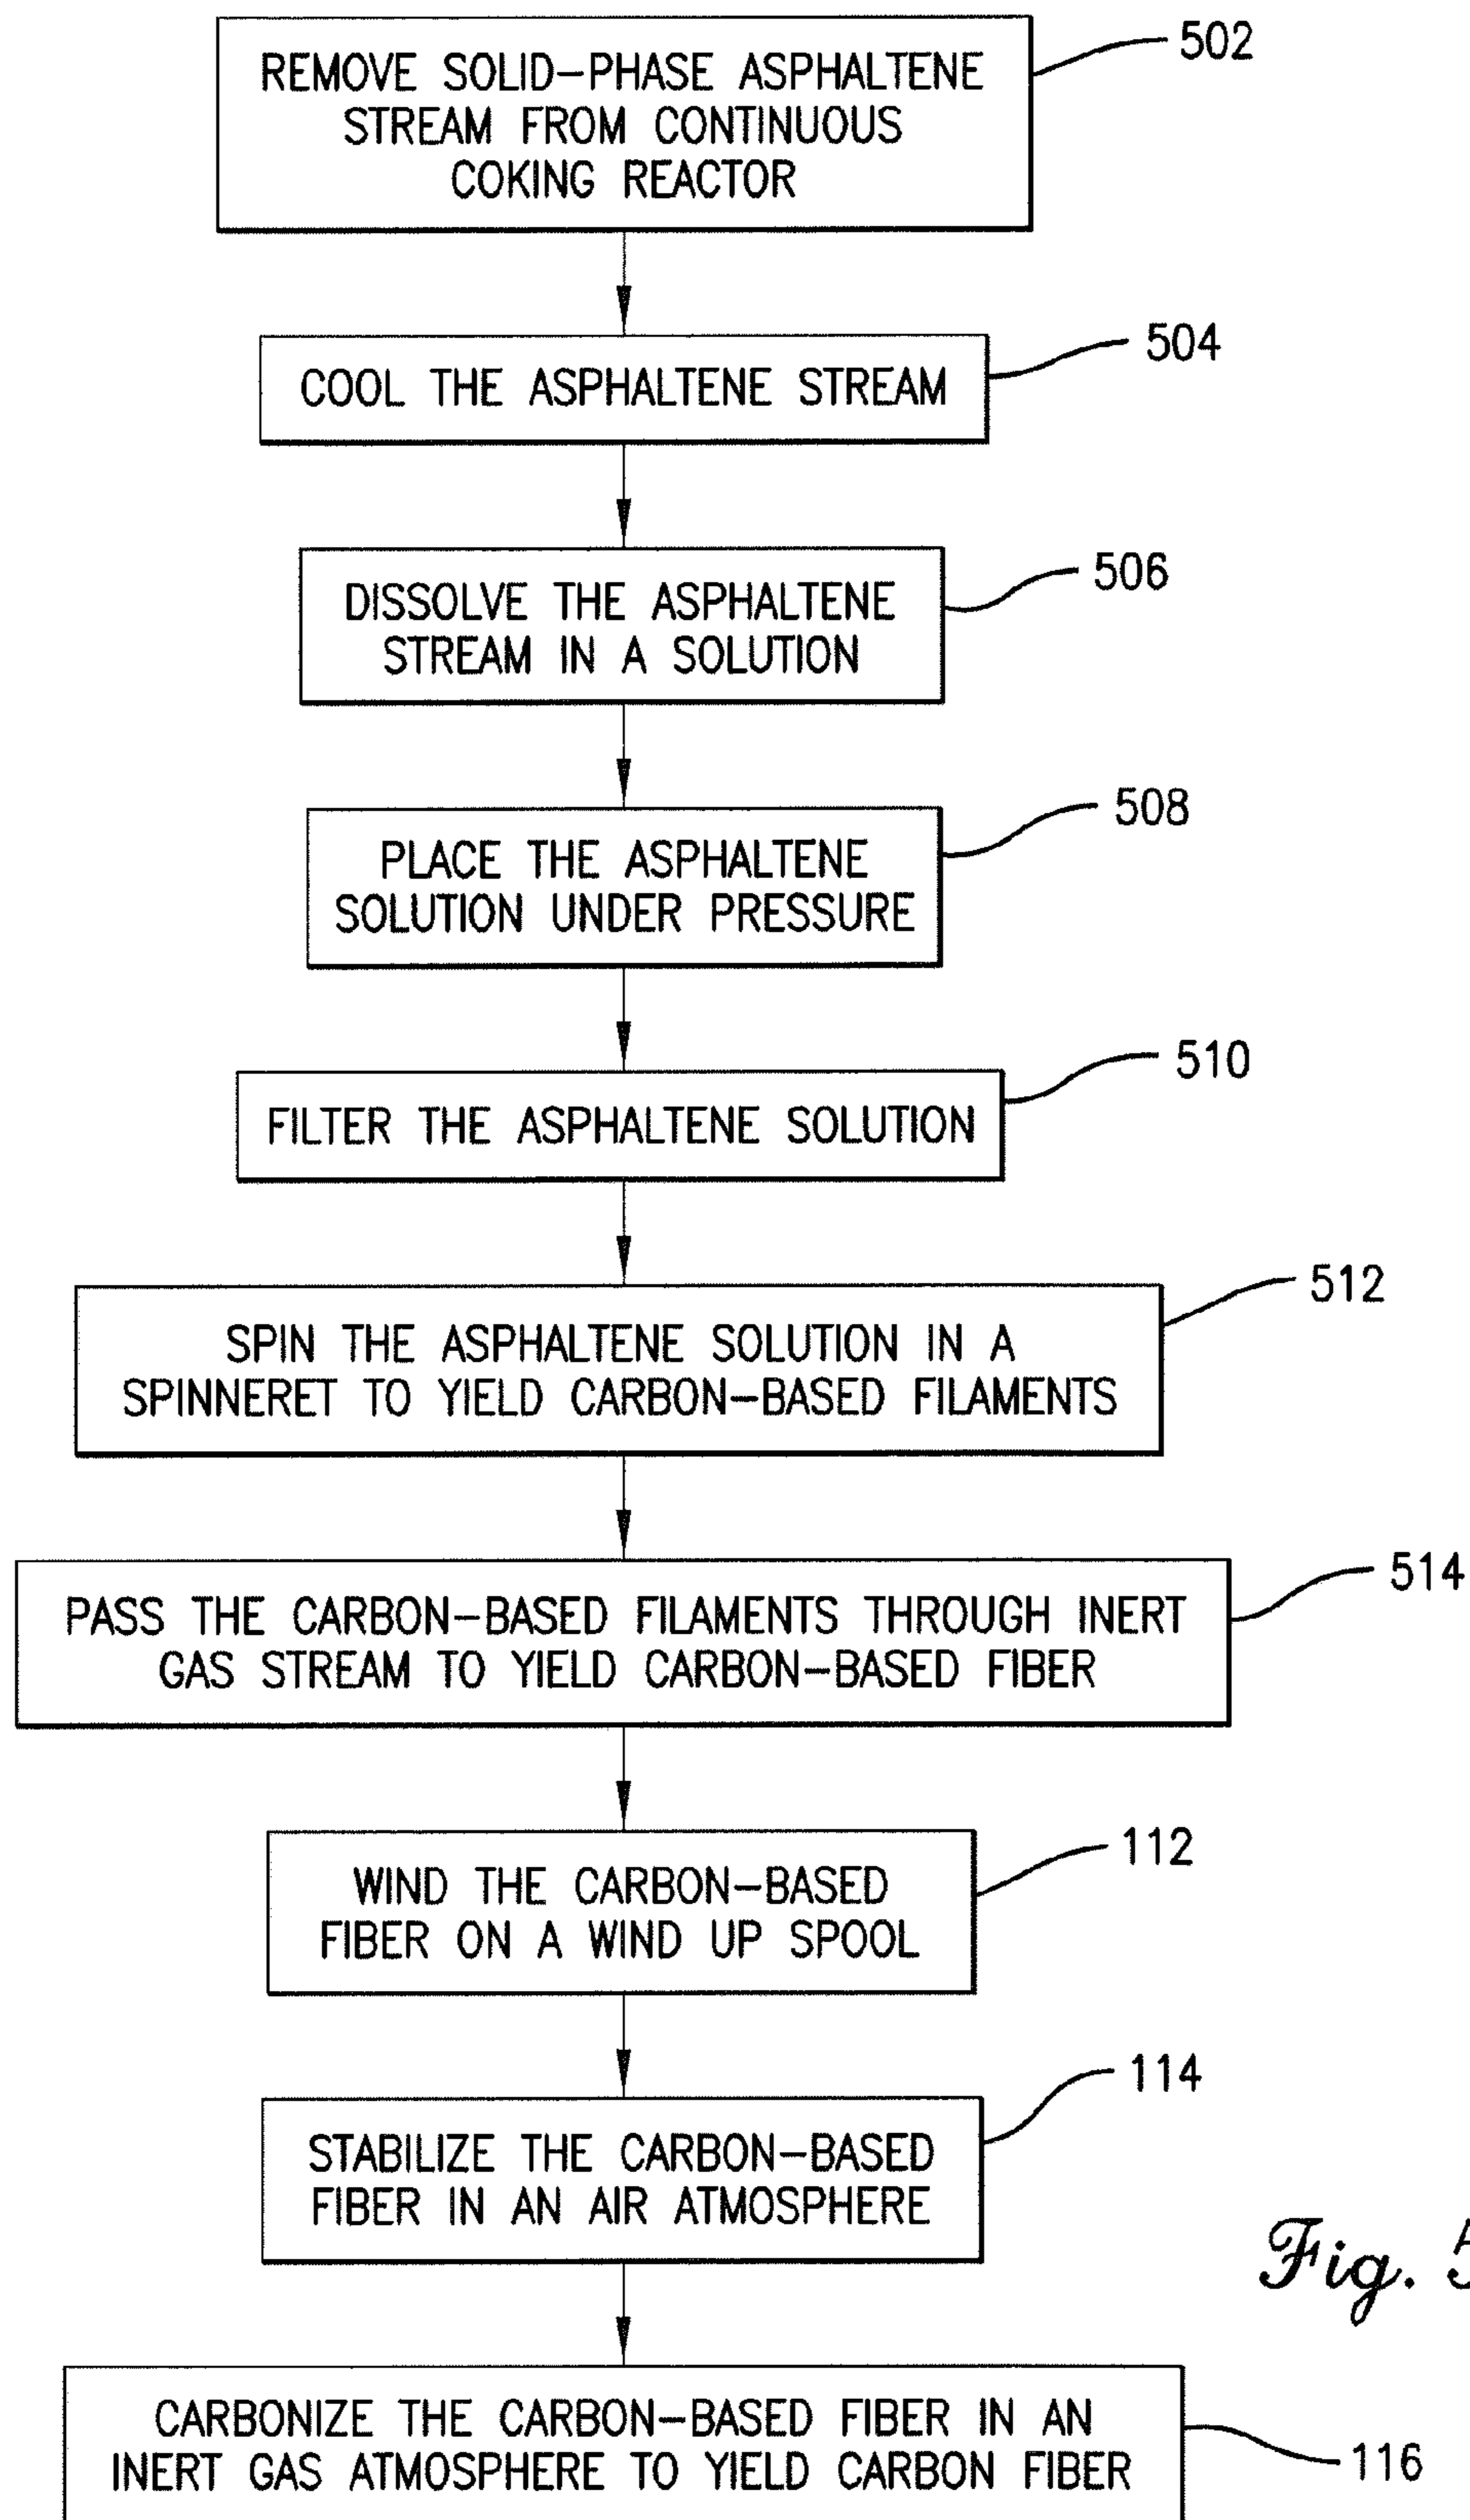 REMOVE SOLID-PHASE ASPHALTENE
STREAM FROM CONTINUOUS
COKING REACTOR
502
COOL THE ASPHALTENE STREAM
504
DISSOLVE THE ASPHALTENE
STREAM IN A SOLUTION
506
PLACE THE ASPHALTENE
SOLUTION UNDER PRESSURE
508
FILTER THE ASPHALTENE SOLUTION
510
SPIN THE ASPHALTENE SOLUTION IN A
SPINNERET TO YIELD CARBON-BASED FILAMENTS
512
PASS THE CARBON-BASED FILAMENTS THROUGH INERT
GAS STREAM TO YIELD CARBON-BASED FIBER
514
WIND THE CARBON-BASED
FIBER ON A WIND UP SPOOL
112
STABILIZE THE CARBON-BASED
FIBER IN AN AIR ATMOSPHERE
114
Fig.
CARBONIZE THE CARBON-BASED FIBER IN AN
INERT GAS ATMOSPHERE TO YIELD CARBON FIBER
116